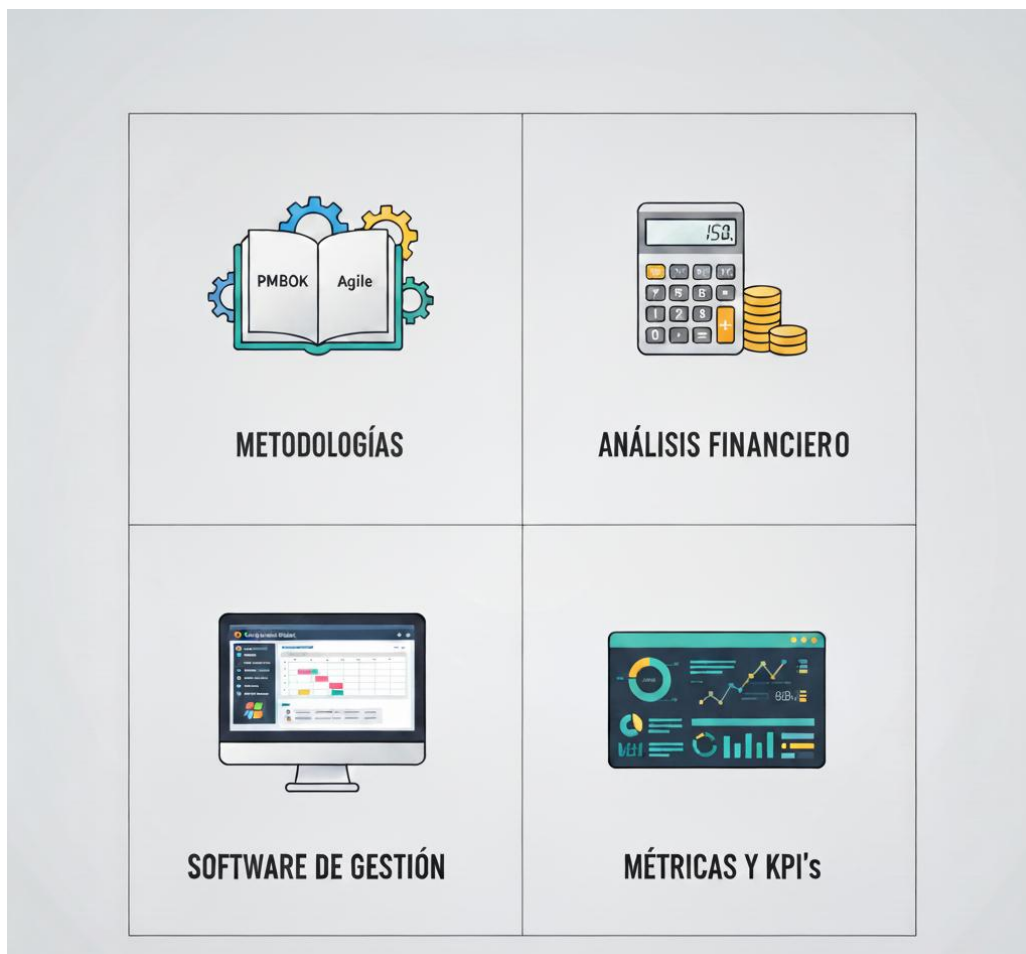 PMBOK
Agile
150.
METODOLOGÍAS
ANÁLISIS FINANCIERO
SOFTWARE DE GESTIÓN
MÉTRICAS Y KPI's